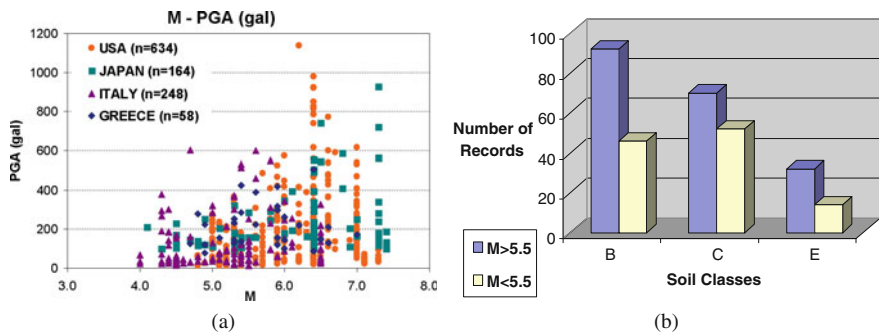 M - PGA (gal)
1200
1000
800
600
400
200
0
PGA (gal)
USA (n=634)
JAPAN (n=164)
ITALY (n=248)
GREECE (n=58)
3.0 4.0 5.0 6.0 7.0 8.0
M
(a)
100
80
60
40
20
0
Number of
Records
M>5.5
M<5.5
B C E
Soil Classes
(b)